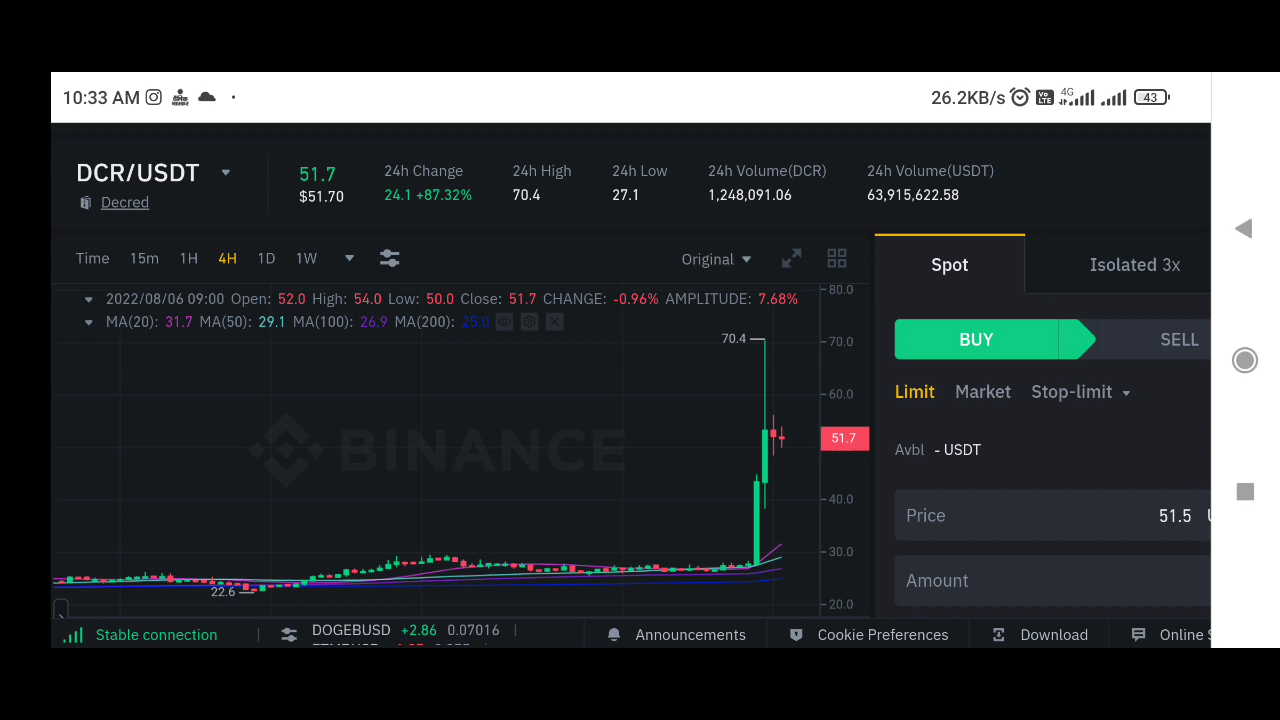 10:33 AM
26.2KB/s 4G Vo LTE 43
DCR/USDT
Decred
51.7
$51.70
24h Change
24.1 +87.32%
24h High
70.4
24h Low
27.1
24h Volume(DCR)
1,248,091.06
24h Volume(USDT)
63,915,622.58
Time 15m 1H 4H 1D 1W
Original
2022/08/06 09:00 Open: 52.0 High: 54.0 Low: 50.0 Close: 51.7 CHANGE: -0.96% AMPLITUDE: 7.68%
MA(20): 31.7 MA(50): 29.1 MA(100): 26.9 MA(200): 25.0
80.0
70.4
70.0
60.0
51.7
BINANCE
40.0
30.0
22.6
20.0
Spot
Isolated 3x
BUY
SELL
Limit Market Stop-limit
Avbl - USDT
Price 51.5
Amount
Stable connection
DOGEBUSD +2.86 0.07016
Announcements
Cookie Preferences
Download
Online